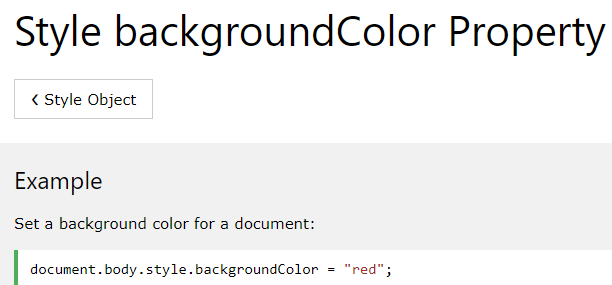 Style backgroundColor Property
❮ Style Object
Example
Set a background color for a document:
document.body.style.backgroundColor = "red";